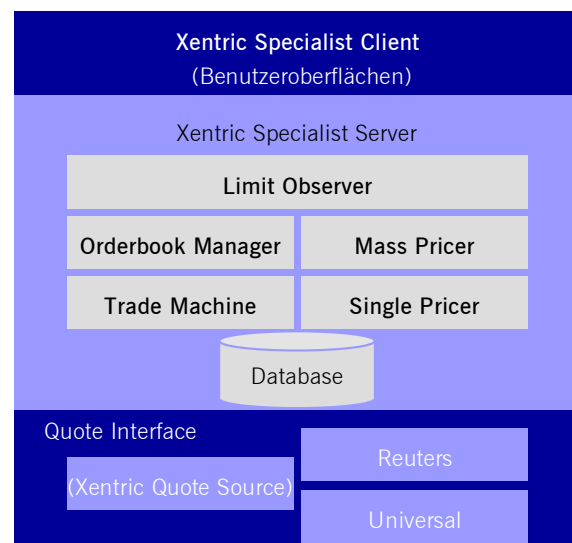 Xentric Specialist Client
(Benutzeroberflächen)
Xentric Specialist Server
Limit Observer
Orderbook Manager
Mass Pricer
Trade Machine
Single Pricer
Database
Quote Interface
(Xentric Quote Source)
Reuters
Universal